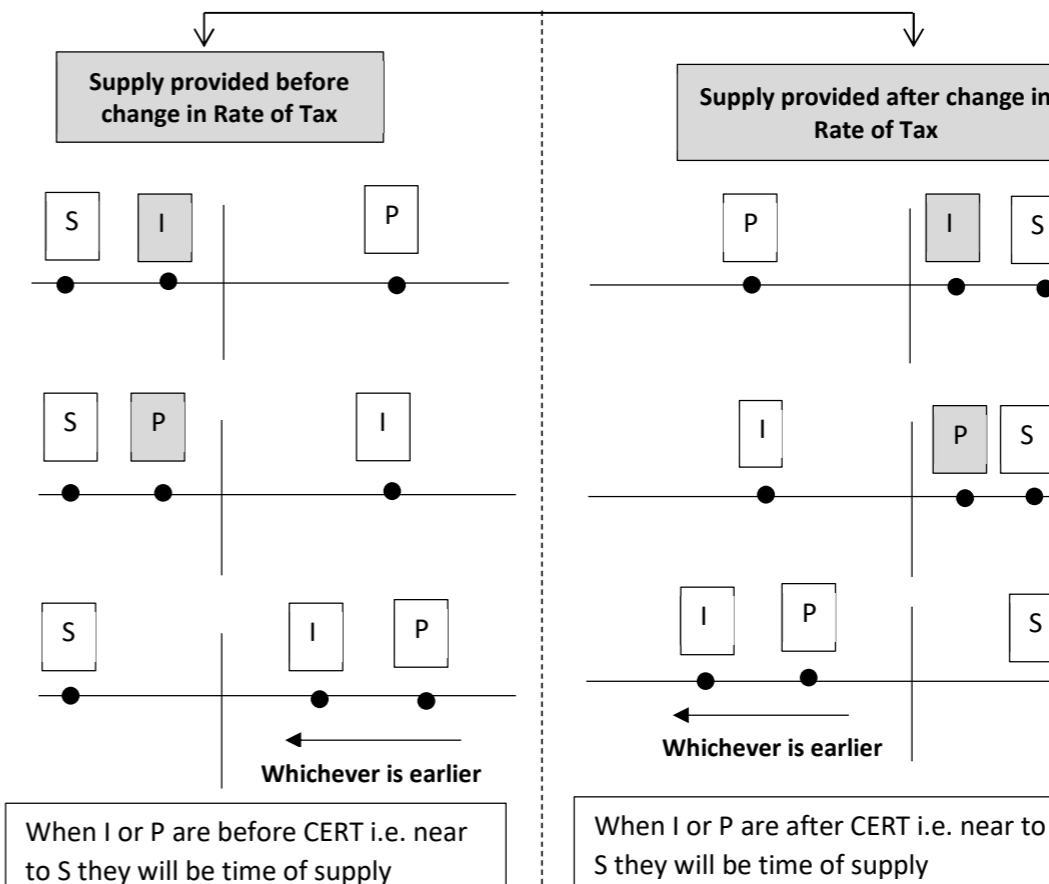 Supply provided before
change in Rate of Tax
S I P
S P I
S I P
Whichever is earlier
When I or P are before CERT i.e. near
to S they will be time of supply
Supply provided after change in
Rate of Tax
P I S
I P S
I P S
Whichever is earlier
When I or P are after CERT i.e. near to
S they will be time of supply